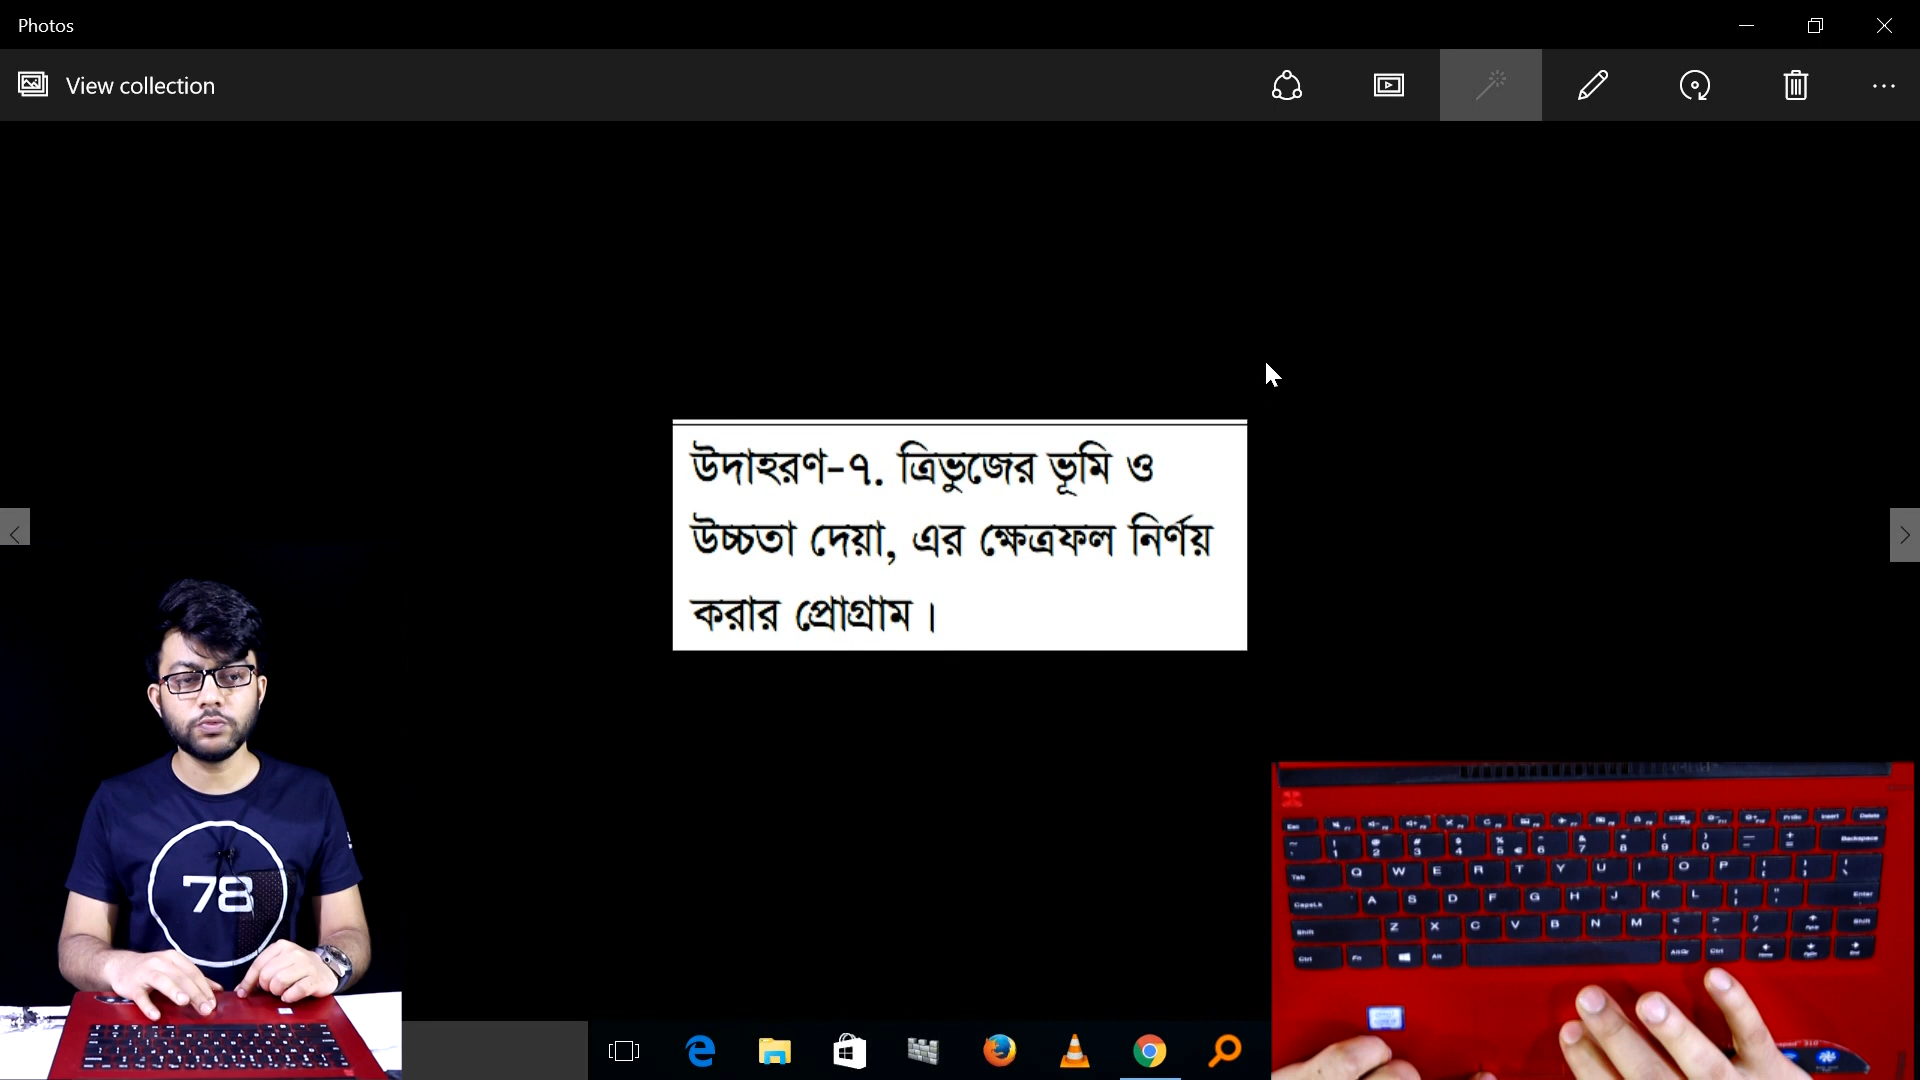 Photos
View collection
উদাহরণ-৭. ত্রিভুজের ভূমি ও
উচ্চতা দেয়া, এর ক্ষেত্রফল নির্ণয়
করার প্রোগ্রাম।
78
Q W E R T Y U I O P
A S D F G H J K L
Z X C V B N M